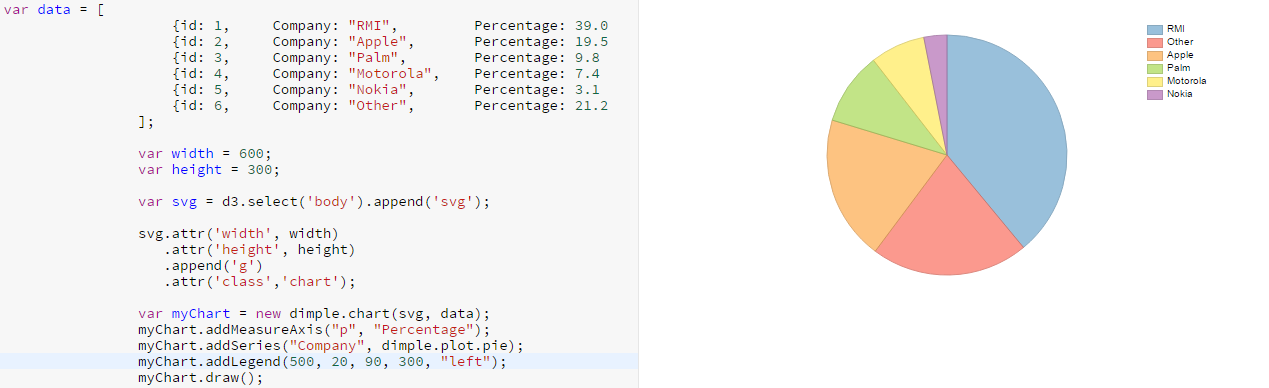 var data = [
{id: 1, Company: "RMI", Percentage: 39.0
{id: 2, Company: "Apple", Percentage: 19.5
{id: 3, Company: "Palm", Percentage: 9.8
{id: 4, Company: "Motorola", Percentage: 7.4
{id: 5, Company: "Nokia", Percentage: 3.1
{id: 6, Company: "Other", Percentage: 21.2
];
var width = 600;
var height = 300;
var svg = d3.select('body').append('svg');
svg.attr('width', width)
.attr('height', height)
.append('g')
.attr('class','chart');
var myChart = new dimple.chart(svg, data);
myChart.addMeasureAxis("p", "Percentage");
myChart.addSeries("Company", dimple.plot.pie);
myChart.addLegend(500, 20, 90, 300, "left");
myChart.draw();
RMI
Other
Apple
Palm
Motorola
Nokia